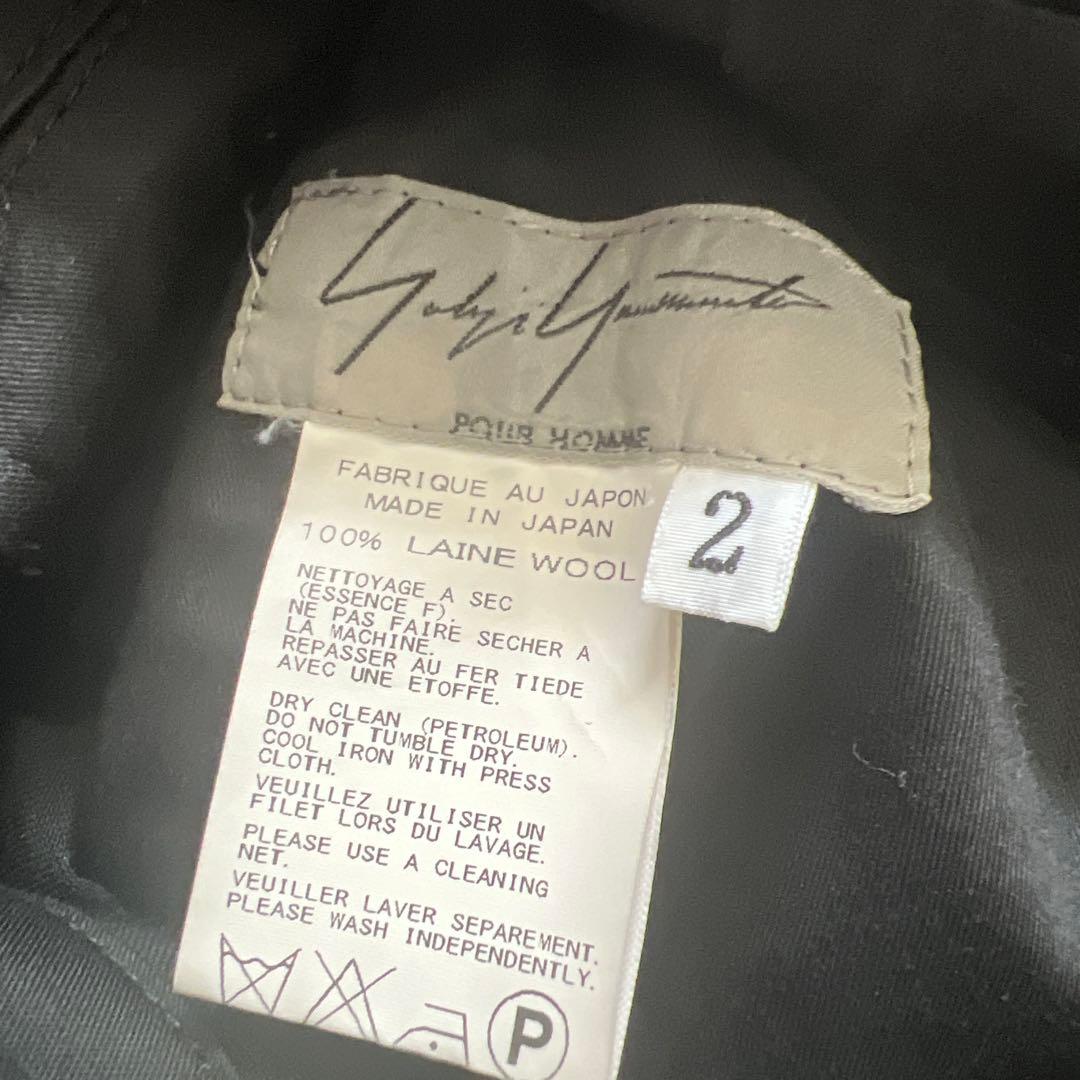 Yohji Yamamoto
POUR HOMME
FABRIQUE AU JAPON
MADE IN JAPAN
2
100% LAINE WOOL
NETTOYAGE A SEC
(ESSENCE F).
NE PAS FAIRE SECHER A
LA MACHINE.
REPASSER AU FER TIEDE
AVEC UNE ETOFFE.
DRY CLEAN (PETROLEUM).
DO NOT TUMBLE DRY.
COOL IRON WITH PRESS
CLOTH.
VEUILLEZ UTILISER UN
FILET LORS DU LAVAGE.
PLEASE USE A CLEANING
NET.
VEUILLER LAVER SEPAREMENT.
PLEASE WASH INDEPENDENTLY.
P